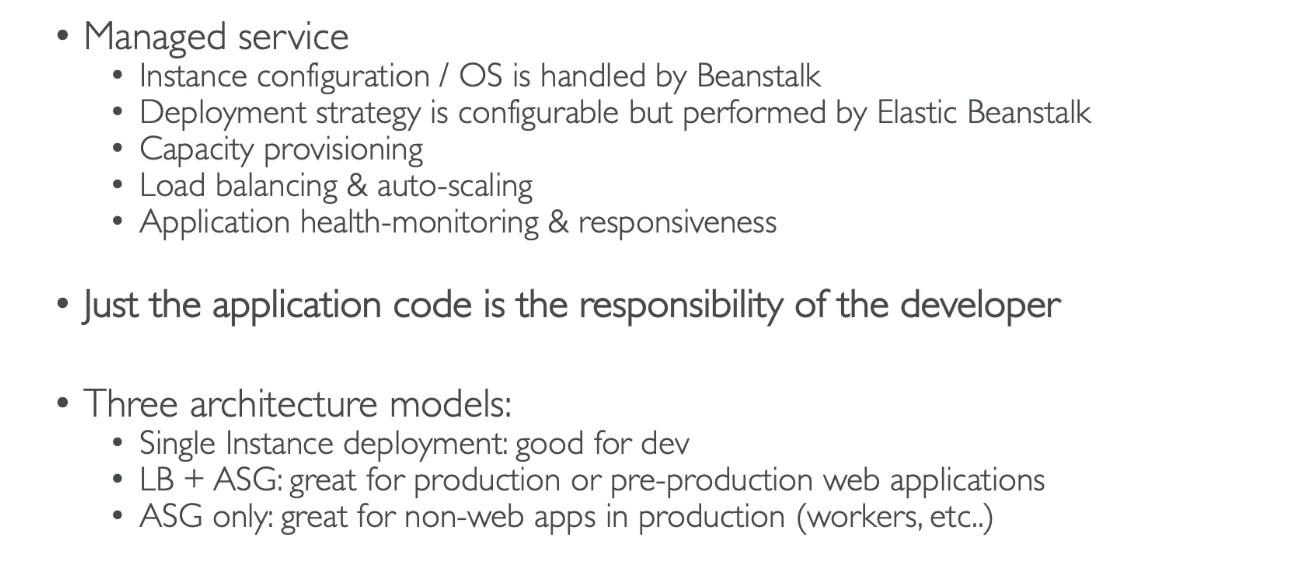 • Managed service
• Instance configuration / OS is handled by Beanstalk
• Deployment strategy is configurable but performed by Elastic Beanstalk
• Capacity provisioning
• Load balancing & auto-scaling
• Application health-monitoring & responsiveness
• Just the application code is the responsibility of the developer
• Three architecture models:
• Single Instance deployment: good for dev
• LB + ASG: great for production or pre-production web applications
• ASG only: great for non-web apps in production (workers, etc..)